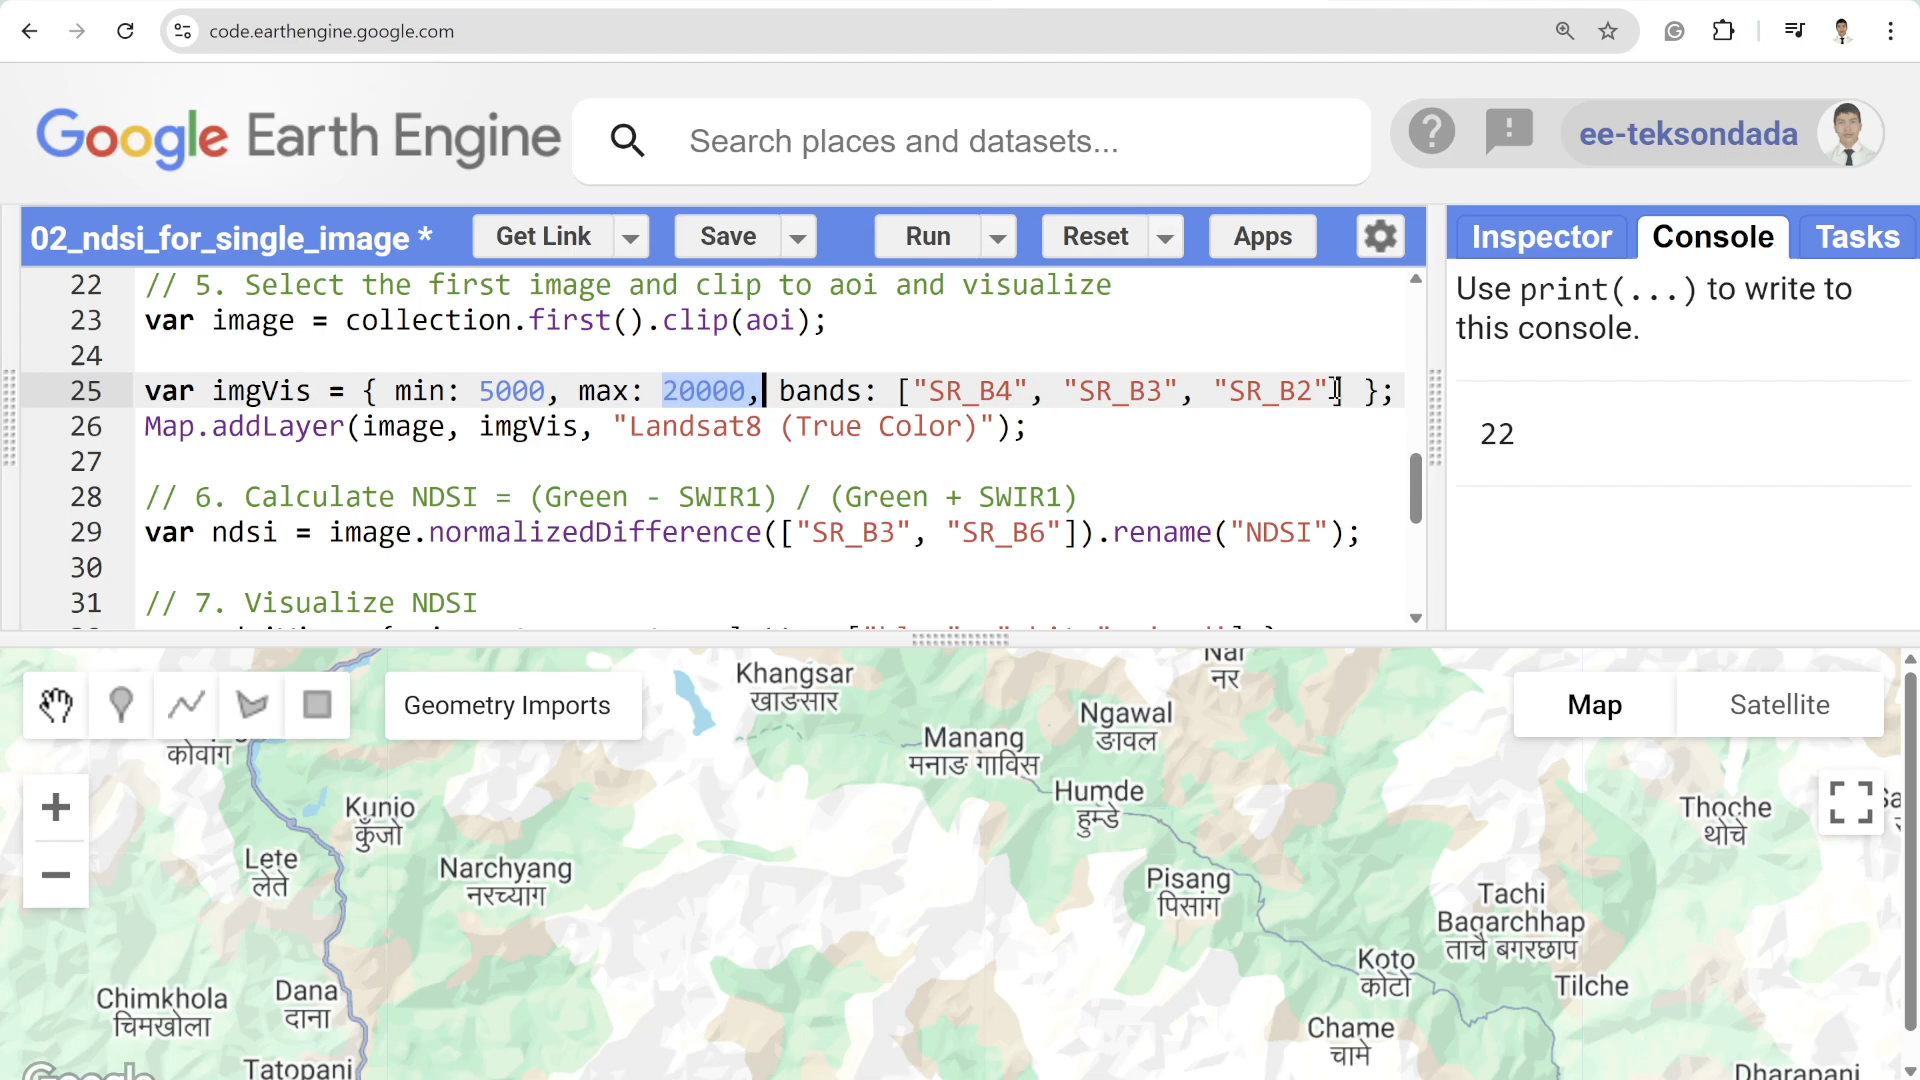 code.earthengine.google.com
Google Earth Engine
Search places and datasets...
ee-teksondada
02_ndsi_for_single_image *
Get Link
Save
Run
Reset
Apps
Inspector
Console
Tasks
22 // 5. Select the first image and clip to aoi and visualize
23 var image = collection.first().clip(aoi);
24
25 var imgVis = { min: 5000, max: 20000, bands: ["SR_B4", "SR_B3", "SR_B2"] };
26 Map.addLayer(image, imgVis, "Landsat8 (True Color)");
27
28 // 6. Calculate NDSI = (Green - SWIR1) / (Green + SWIR1)
29 var ndsi = image.normalizedDifference(["SR_B3", "SR_B6"]).rename("NDSI");
30
31 // 7. Visualize NDSI
Use print(...) to write to
this console.
22
Geometry Imports
Map
Satellite
कोवाग
Khangsar
खाङसार
Nar
नर
Ngawal
ङावल
Manang
मनाङ गाविस
Humde
हुम्डे
Kunjo
कुँजो
Thoche
थोचे
Lete
लेते
Narchyang
नरच्यांग
Pisang
पिसांग
Tachi
Bagarchhap
ताचै बगरछाप
Koto
कोटो
Tilche
Chimkhola
चिमखोला
Dana
दाना
Chame
चामे
Tatopani
Dharapani
Google